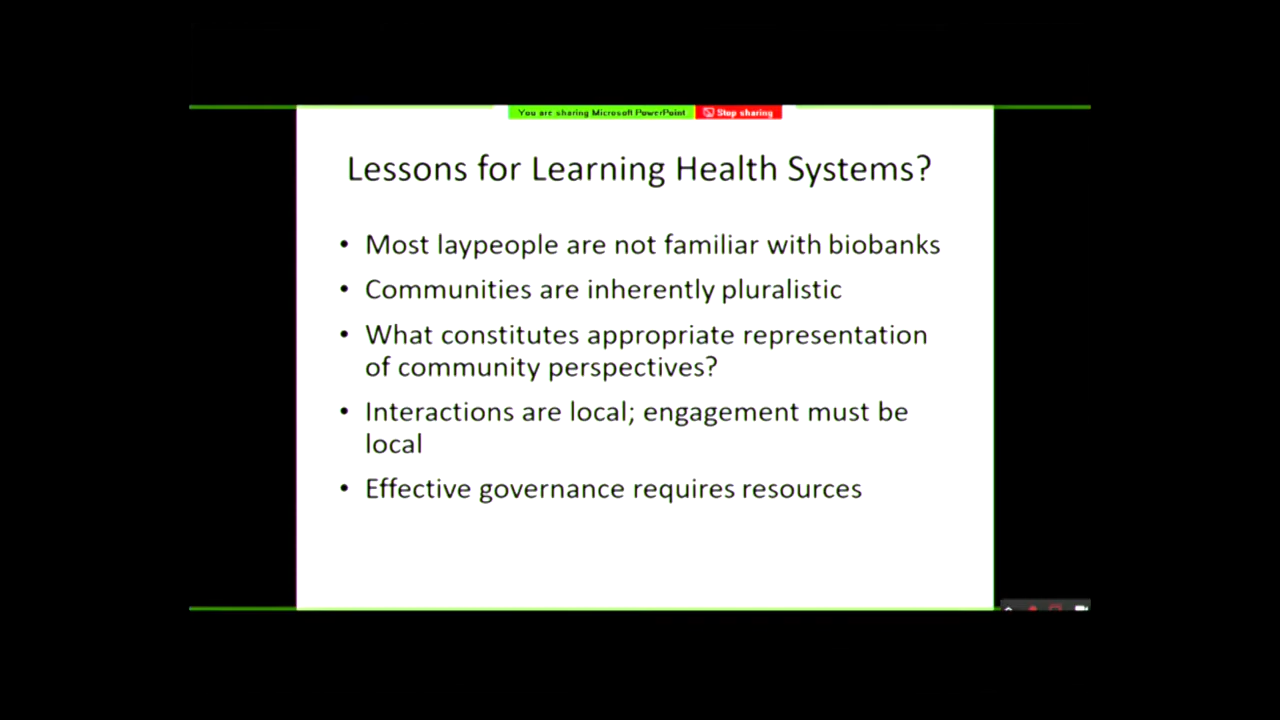 You are sharing Microsoft PowerPoint
Stop sharing
Lessons for Learning Health Systems?
• Most laypeople are not familiar with biobanks
• Communities are inherently pluralistic
• What constitutes appropriate representation
of community perspectives?
• Interactions are local; engagement must be
local
• Effective governance requires resources